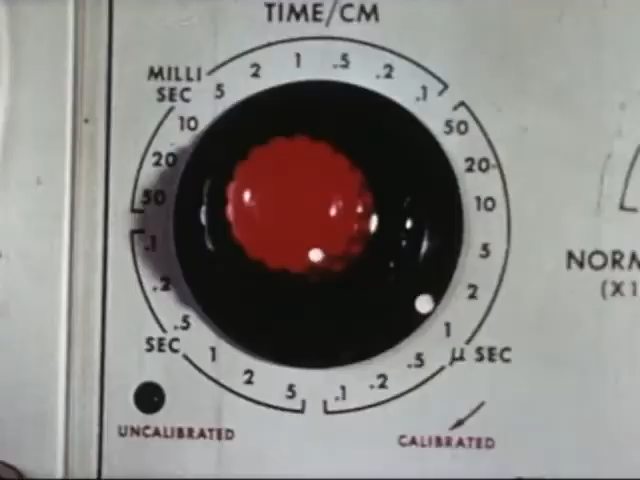 TIME/CM
MILLI
SEC
50
20
10
5
2
1
.5
.2
.1
50
20
10
5
2
1
.5
.2
.1
µ SEC
.1
.2
.5
1
2
5
SEC
NORM
(X1
UNCALIBRATED
CALIBRATED